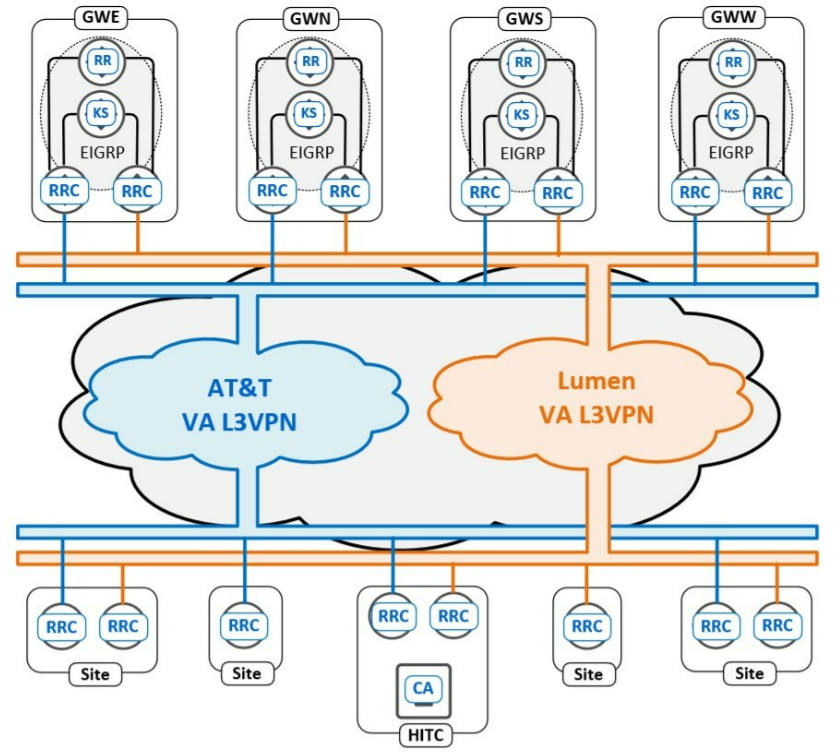 GWE
GWN
GWS
GWW
RR
RR
RR
RR
KS
KS
KS
KS
EIGRP
EIGRP
EIGRP
EIGRP
RRC
RRC
RRC
RRC
RRC
RRC
RRC
RRC
AT&T
VA L3VPN
Lumen
VA L3VPN
RRC
RRC
Site
RRC
Site
RRC
RRC
CA
HITC
RRC
Site
RRC
RRC
Site